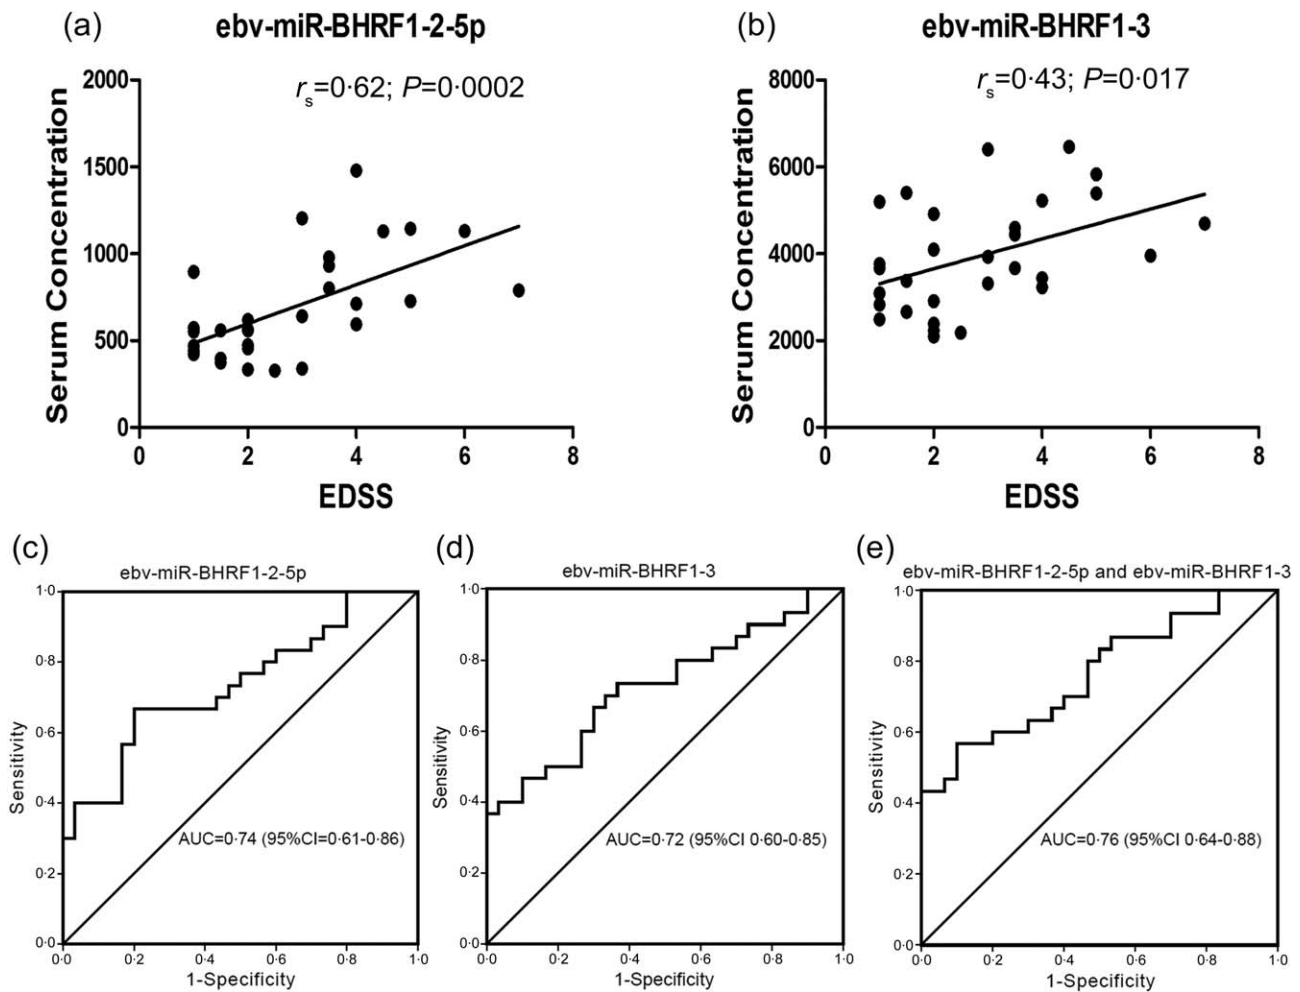 (a)
ebv-miR-BHRF1-2-5p
rs=0·62; P=0·0002
Serum Concentration
2000
1500
1000
500
0
0 2 4 6 8
EDSS
(b)
ebv-miR-BHRF1-3
rs=0·43; P=0·017
Serum Concentration
8000
6000
4000
2000
0
0 2 4 6 8
EDSS
(c)
ebv-miR-BHRF1-2-5p
Sensitivity
1·0
0·8
0·6
0·4
0·2
0·0
AUC=0·74 (95%CI=0·61-0·86)
0·0 0·2 0·4 0·6 0·8 1·0
1-Specificity
(d)
ebv-miR-BHRF1-3
Sensitivity
1·0
0·8
0·6
0·4
0·2
0·0
AUC=0·72 (95%CI 0·60-0·85)
0·0 0·2 0·4 0·6 0·8 1·0
1-Specificity
(e)
ebv-miR-BHRF1-2-5p and ebv-miR-BHRF1-3
Sensitivity
1·0
0·8
0·6
0·4
0·2
0·0
AUC=0·76 (95%CI 0·64-0·88)
0·0 0·2 0·4 0·6 0·8 1·0
1-Specificity